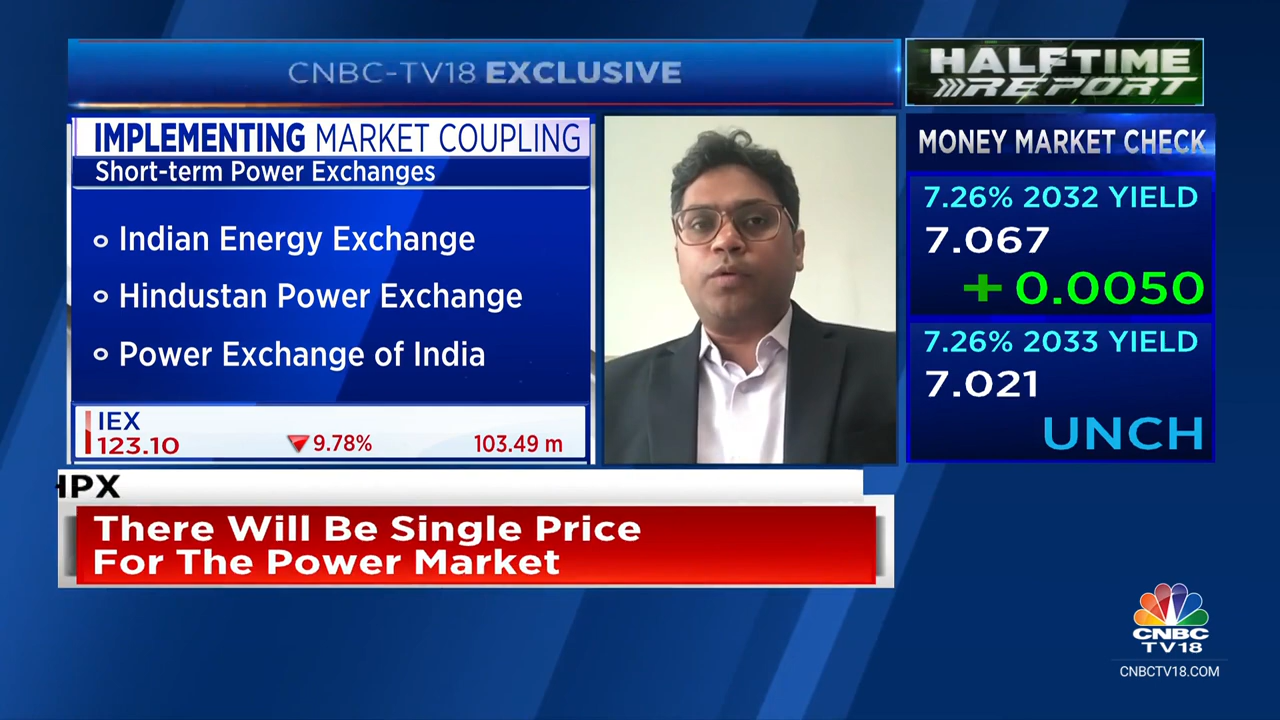 CNBC-TV18 EXCLUSIVE
HALFTIME
REPORT
IMPLEMENTING MARKET COUPLING
Short-term Power Exchanges
Indian Energy Exchange
Hindustan Power Exchange
Power Exchange of India
IEX
123.10 9.78% 103.49 m
MONEY MARKET CHECK
7.26% 2032 YIELD
7.067
+ 0.0050
7.26% 2033 YIELD
7.021
UNCH
HPX
There Will Be Single Price
For The Power Market
CNBC
TV18
CNBCTV18.COM